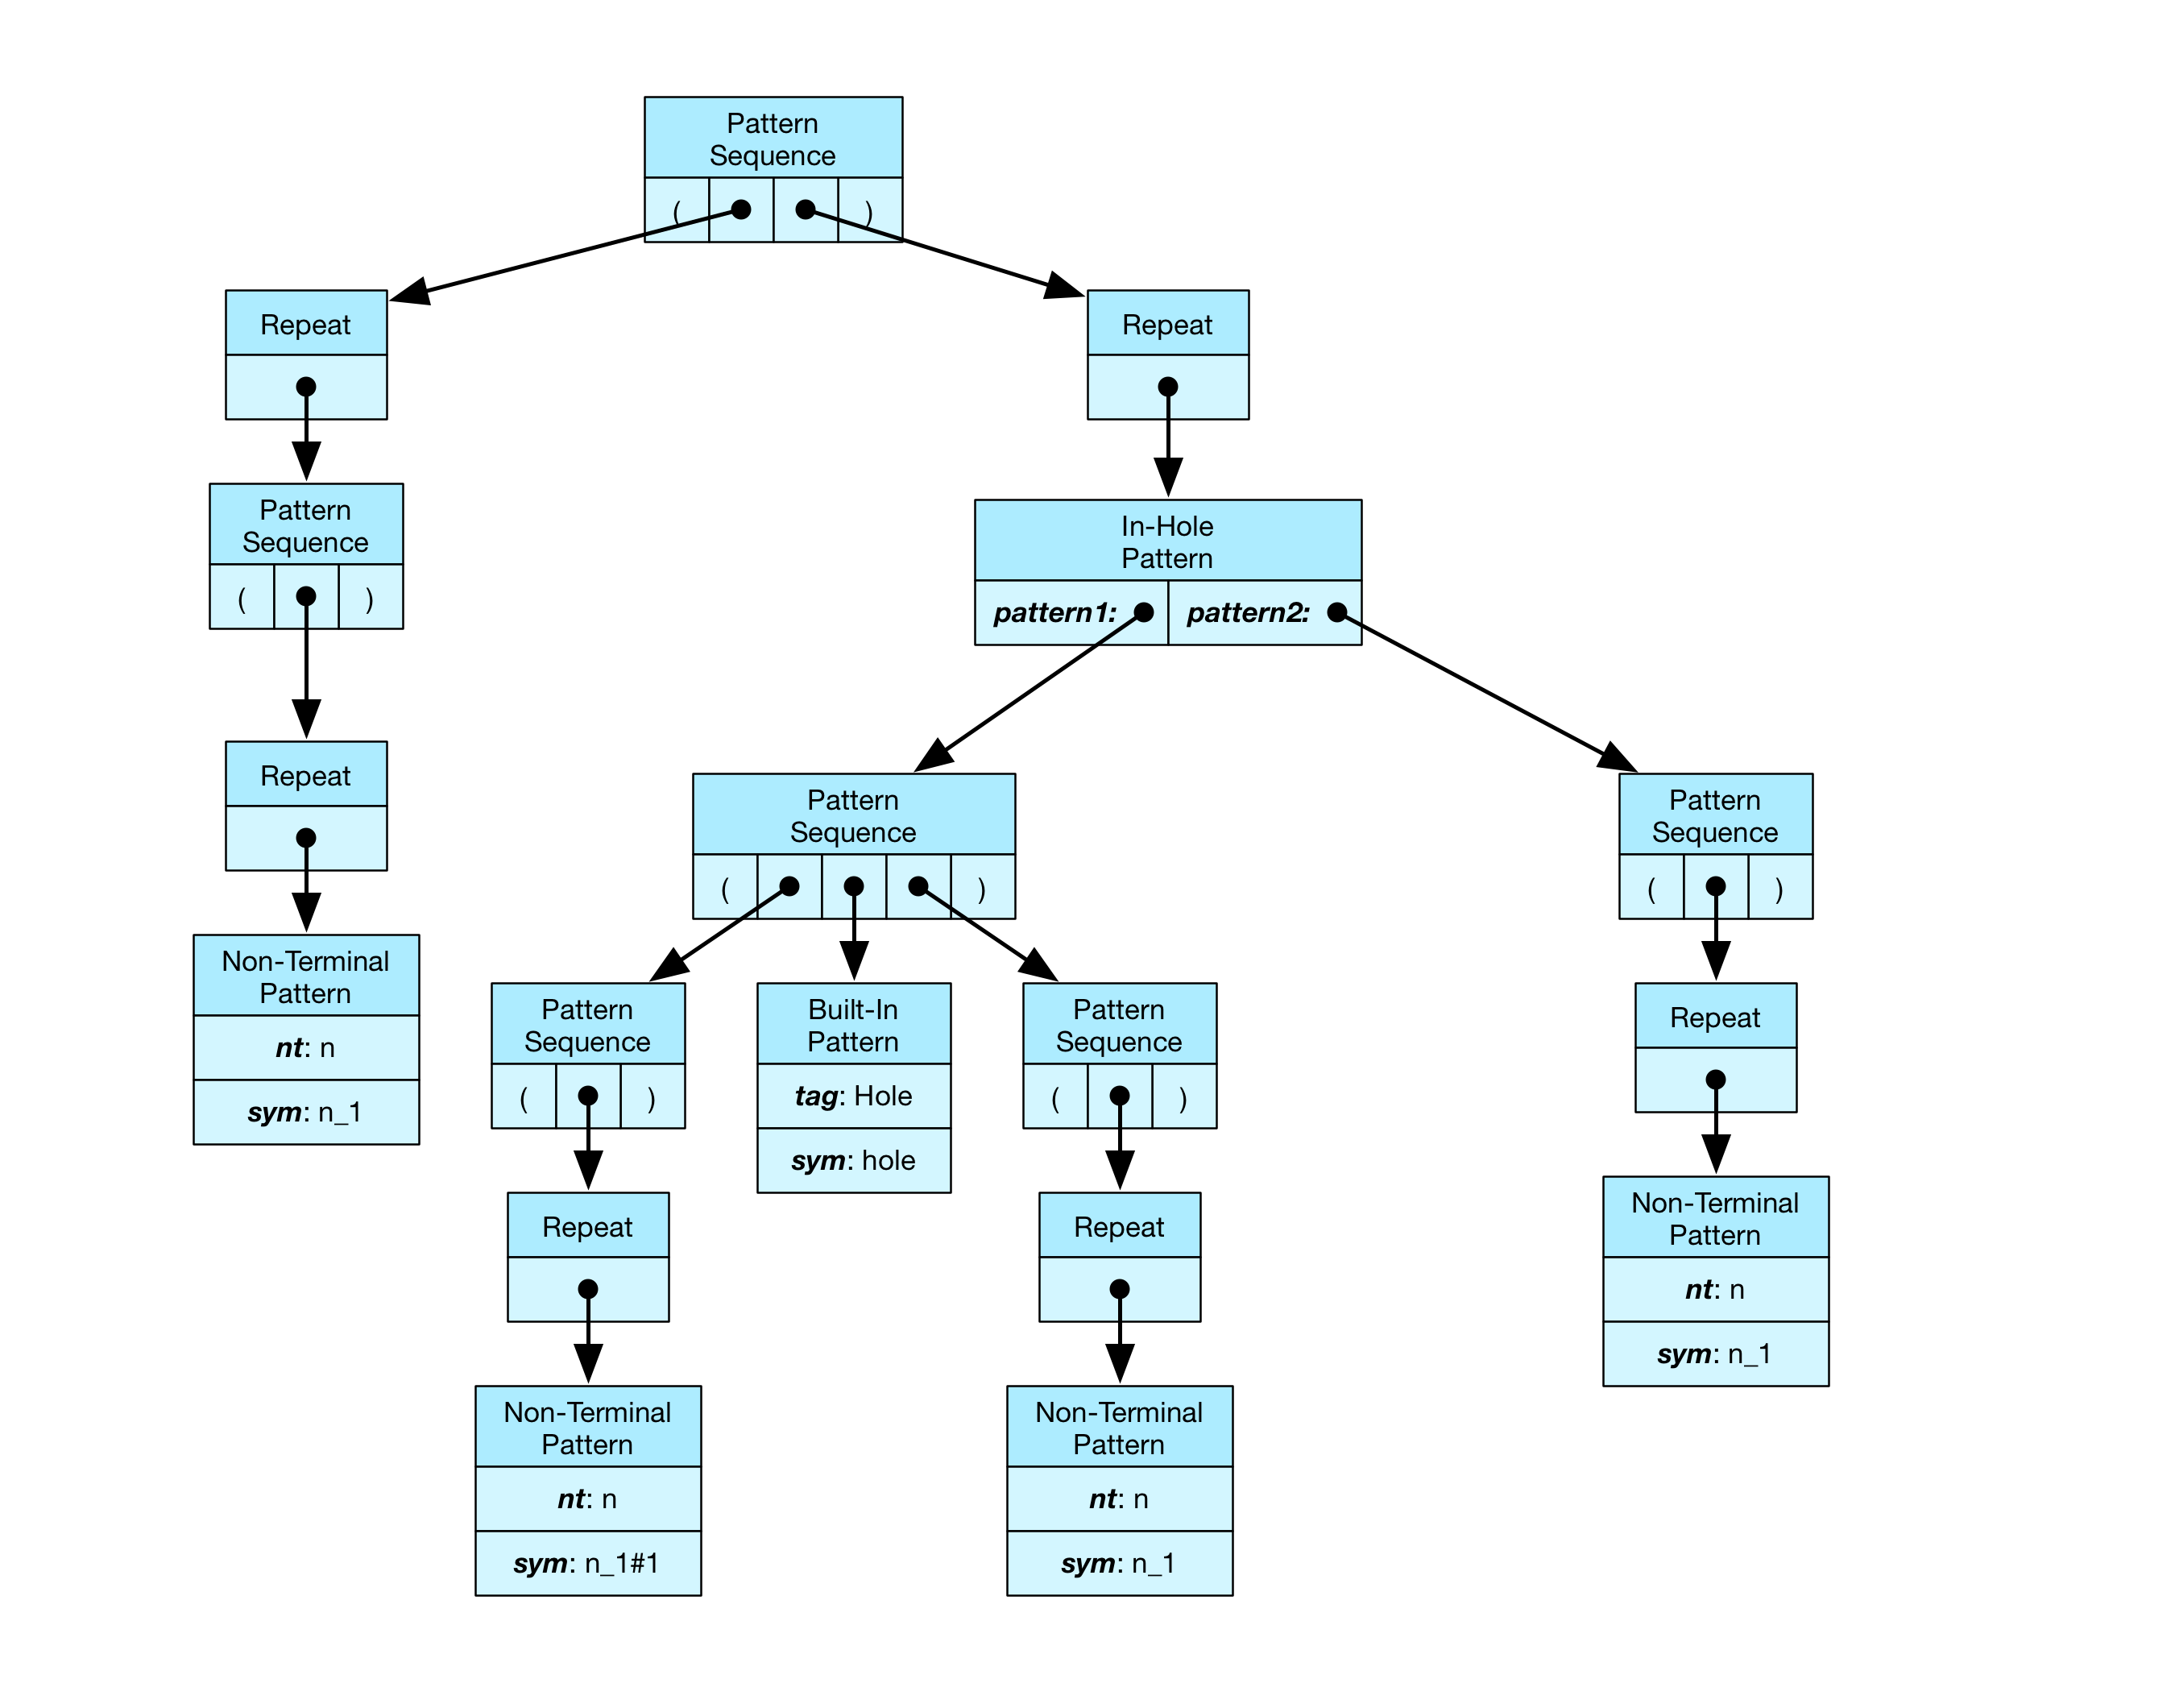 Pattern
Sequence
( )
Repeat
Repeat
Pattern
Sequence
( )
In-Hole
Pattern
pattern1: pattern2:
Repeat
Pattern
Sequence
( )
Pattern
Sequence
( )
Non-Terminal
Pattern
nt: n
sym: n_1
Pattern
Sequence
( )
Built-In
Pattern
tag: Hole
sym: hole
Pattern
Sequence
( )
Repeat
Repeat
Repeat
Non-Terminal
Pattern
nt: n
sym: n_1
Non-Terminal
Pattern
nt: n
sym: n_1#1
Non-Terminal
Pattern
nt: n
sym: n_1